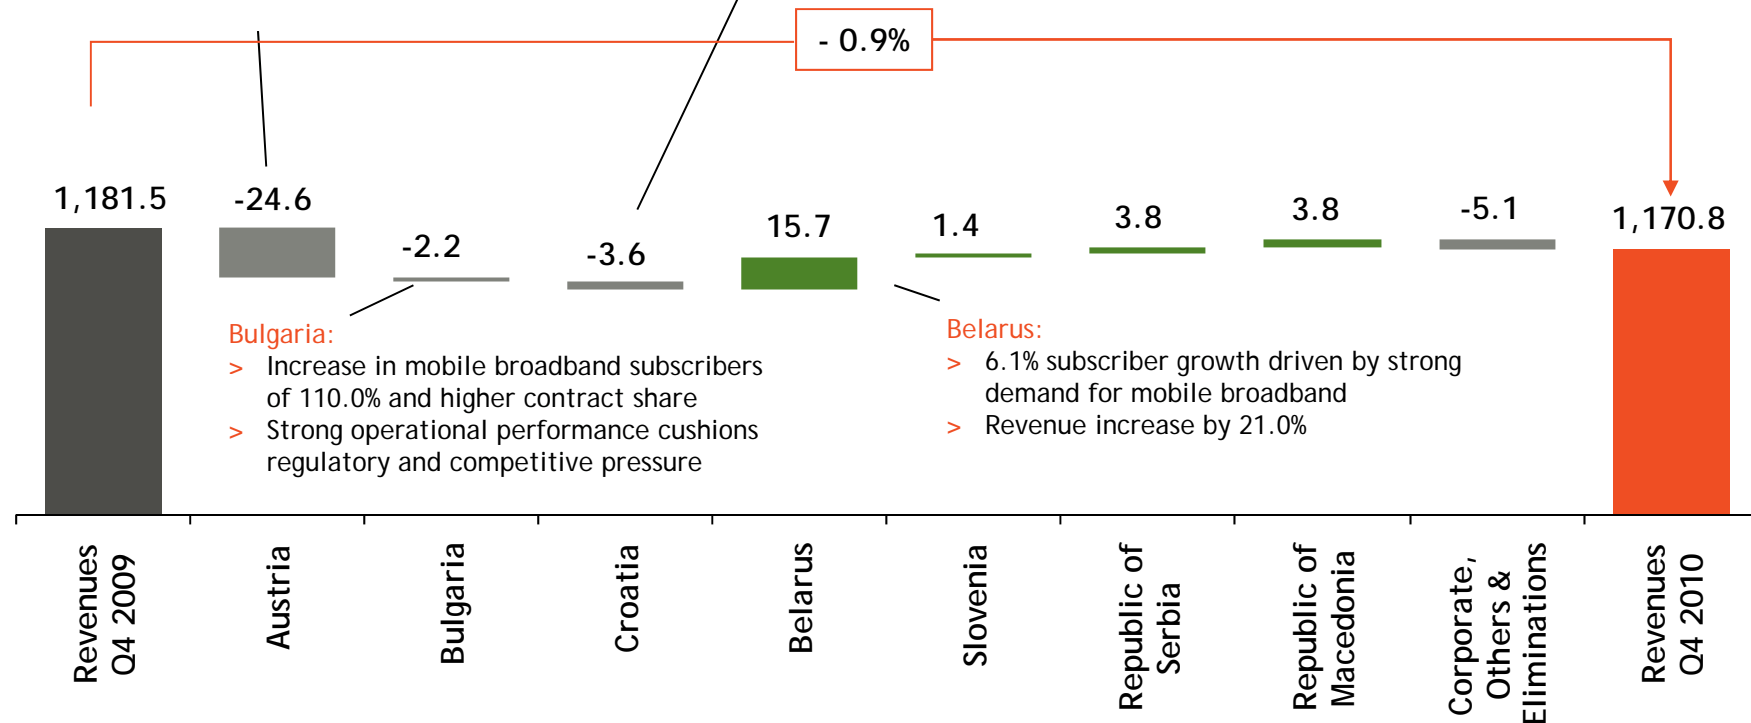 - 0.9%
1,181.5
-24.6
-2.2
-3.6
15.7
1.4
3.8
3.8
-5.1
1,170.8
Bulgaria:
> Increase in mobile broadband subscribers
of 110.0% and higher contract share
> Strong operational performance cushions
regulatory and competitive pressure
Belarus:
> 6.1% subscriber growth driven by strong
demand for mobile broadband
> Revenue increase by 21.0%
Revenues
Q4 2009
Austria
Bulgaria
Croatia
Belarus
Slovenia
Republic of
Serbia
Republic of
Macedonia
Corporate,
Others &
Eliminations
Revenues
Q4 2010